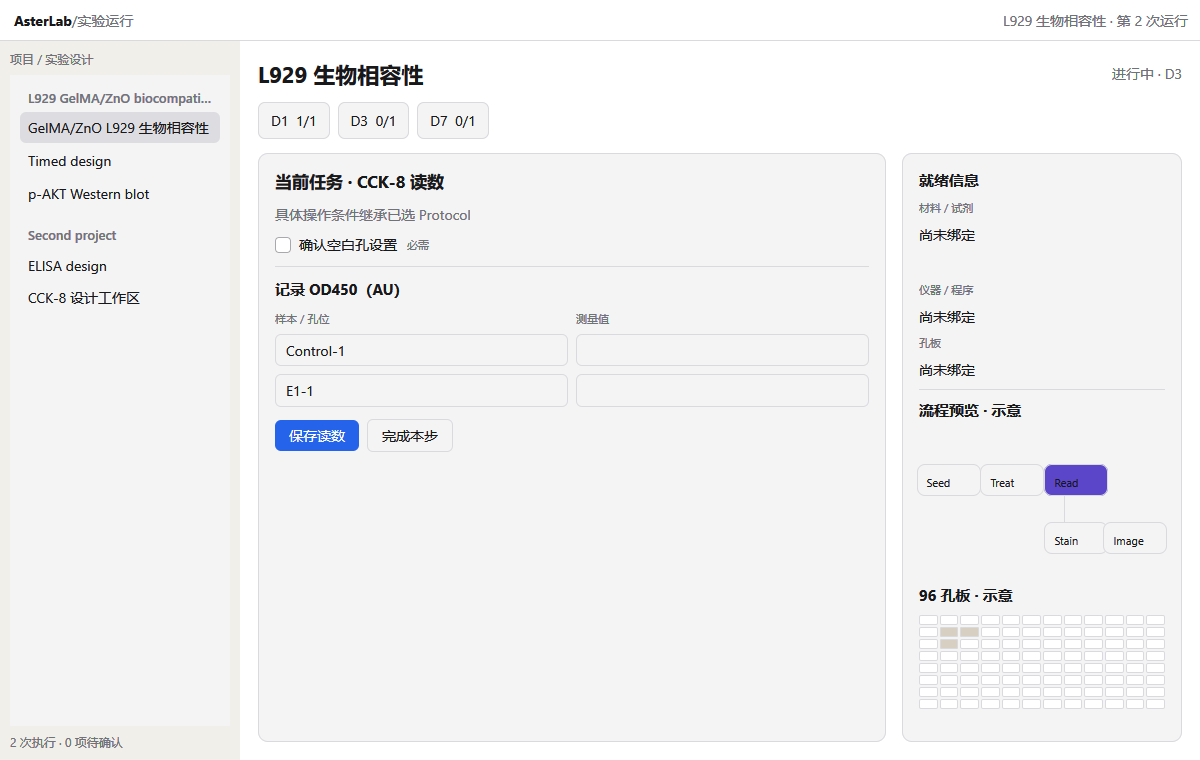 AsterLab/实验运行
L929 生物相容性 · 第 2 次运行
项目 / 实验设计
L929 GelMA/ZnO biocompati...
GelMA/ZnO L929 生物相容性
Timed design
p-AKT Western blot
Second project
ELISA design
CCK-8 设计工作区
2 次执行 · 0 项待确认
L929 生物相容性
进行中 · D3
D1 1/1
D3 0/1
D7 0/1
当前任务 · CCK-8 读数
具体操作条件继承已选 Protocol
确认空白孔设置 必需
记录 OD450（AU）
样本 / 孔位
测量值
Control-1
E1-1
保存读数
完成本步
就绪信息
材料 / 试剂
尚未绑定
仪器 / 程序
尚未绑定
孔板
尚未绑定
流程预览 · 示意
Seed
Treat
Read
Stain
Image
96 孔板 · 示意